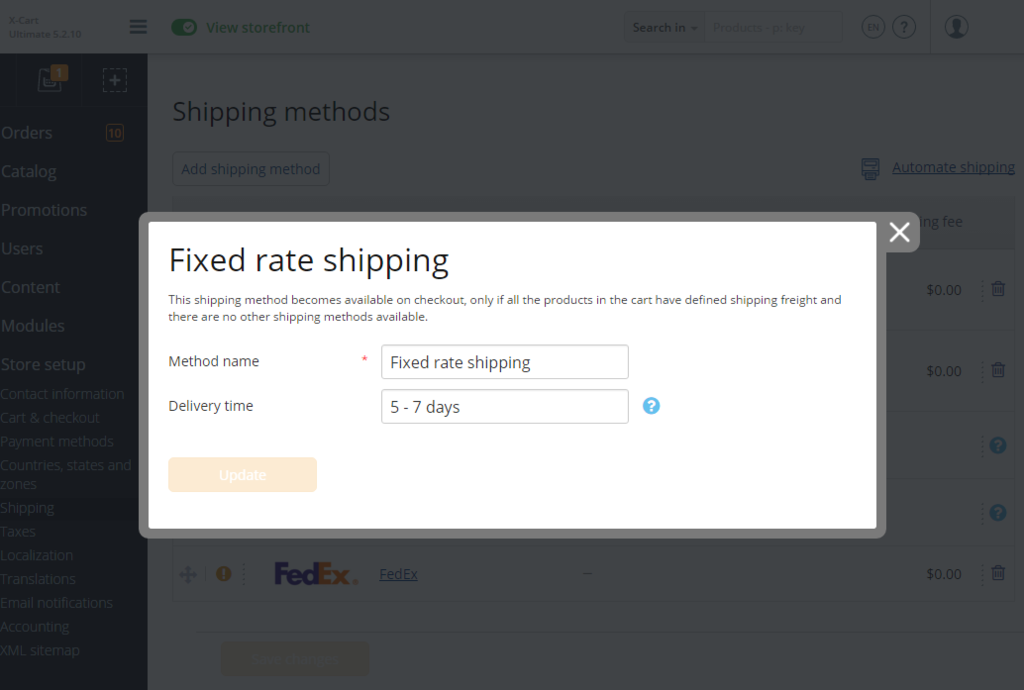 X-Cart
Ultimate 5.2.10
View storefront
Search in
Products - p: key
EN
?
1
Orders 10
Catalog
Promotions
Users
Content
Modules
Store setup
Contact information
Cart & checkout
Payment methods
Countries, states and
zones
Shipping
Taxes
Localization
Translations
Email notifications
Accounting
XML sitemap
Shipping methods
Add shipping method
Automate shipping
fee
Fixed rate shipping
This shipping method becomes available on checkout, only if all the products in the cart have defined shipping freight and
there are no other shipping methods available.
Method name * Fixed rate shipping
Delivery time 5 - 7 days ?
Update
$0.00
$0.00
?
?
FedEx. FedEx – $0.00
Save changes